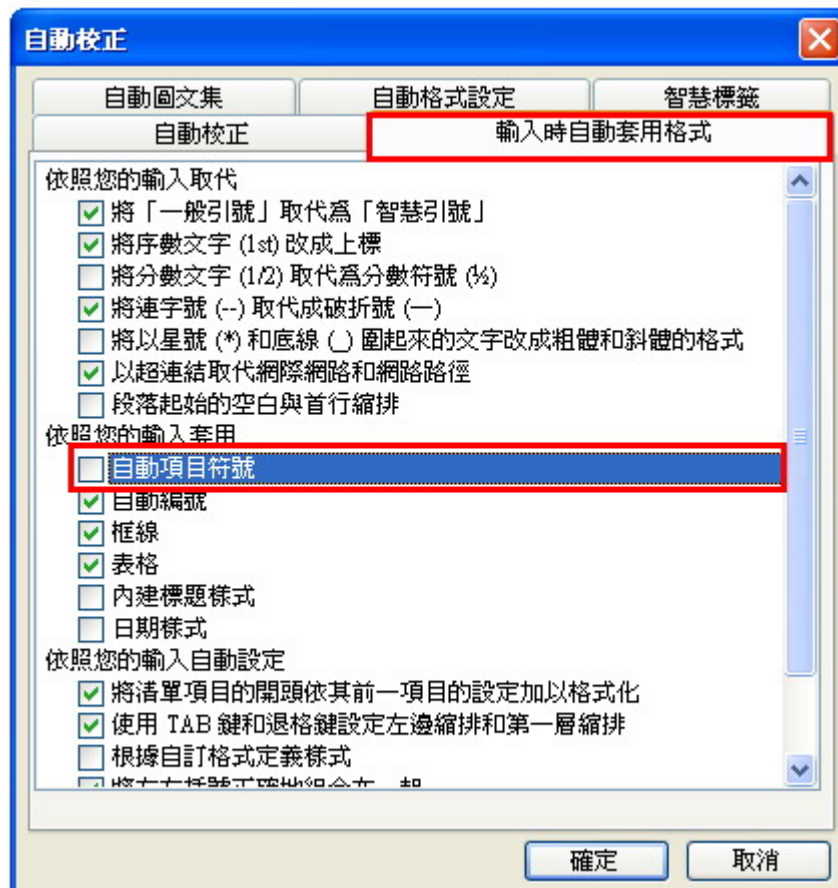 自動校正
自動圖文集 自動格式設定 智慧標籤
自動校正 輸入時自動套用格式
依照您的輸入取代
將「一般引號」取代為「智慧引號」
將序數文字 (1st) 改成上標
將分數文字 (1/2) 取代為分數符號 (½)
將連字號 (--) 取代成破折號 (—)
將以星號 (*) 和底線 (_) 圍起來的文字改成粗體和斜體的格式
以超連結取代網際網路和網路路徑
段落起始的空白與首行縮排
依照您的輸入套用
自動項目符號
自動編號
框線
表格
內建標題樣式
日期樣式
依照您的輸入自動設定
將清單項目的開頭依其前一項目的設定加以格式化
使用 TAB 鍵和退格鍵設定左邊縮排和第一層縮排
根據自訂格式定義樣式
確定 取消